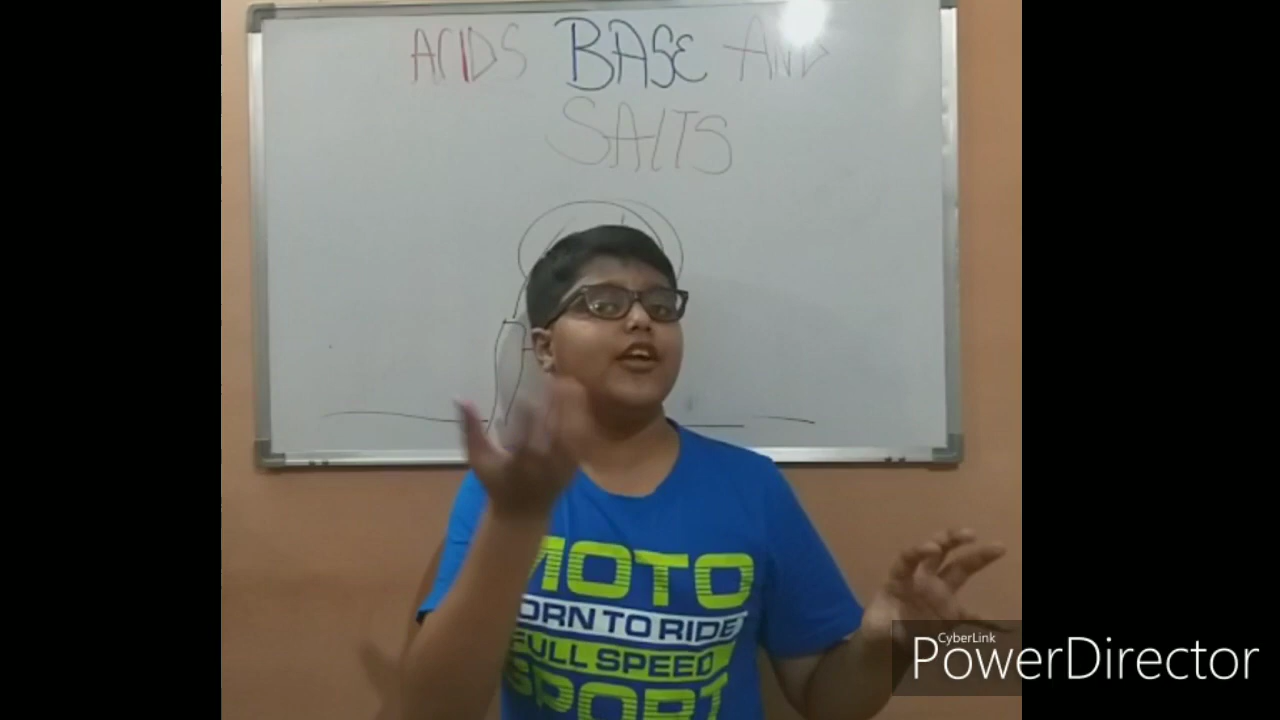 ACIDS BASE AND
SALTS
MOTO
ORN TO RIDE
FULL SPEED
SPORT
CyberLink
PowerDirector